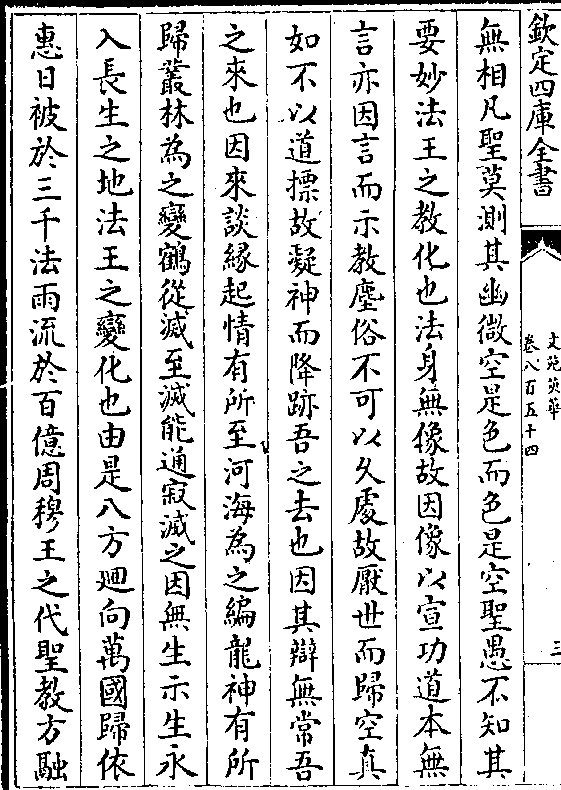 欽定四庫全書
文苑英華
卷八百五十四
三
無相凡聖莫測其幽微空是色而色是空聖愚不知其
要妙法王之教化也法身無像故因像以宣功道本無
言亦因言而示教塵俗不可以久處故厭世而歸空真
如不以道摽故凝神而降跡吾之去也因其辯無常吾
之來也因來談緣起情有所至河海為之編龍神有所
歸叢林為之變鶴從滅至滅能通寂滅之因無生示生永
入長生之地法王之變化也由是八方廻向萬國歸依
惠日被於三千法雨流於百億周穆王之代聖教方融